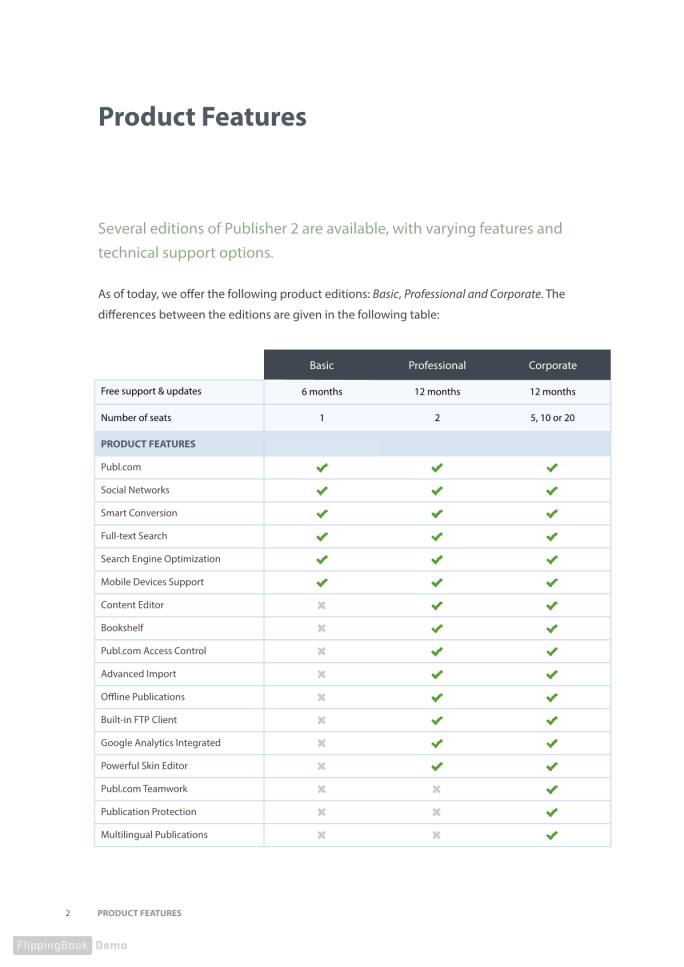 Product Features
Several editions of Publisher 2 are available, with varying features and
technical support options.
As of today, we offer the following product editions: Basic, Professional and Corporate. The
differences between the editions are given in the following table:
Basic Professional Corporate
Free support & updates 6 months 12 months 12 months
Number of seats 1 2 5, 10 or 20
PRODUCT FEATURES
Publ.com
Social Networks
Smart Conversion
Full-text Search
Search Engine Optimization
Mobile Devices Support
Content Editor
Bookshelf
Publ.com Access Control
Advanced Import
Offline Publications
Built-in FTP Client
Google Analytics Integrated
Powerful Skin Editor
Publ.com Teamwork
Publication Protection
Multilingual Publications
2 PRODUCT FEATURES
FlippingBook Demo